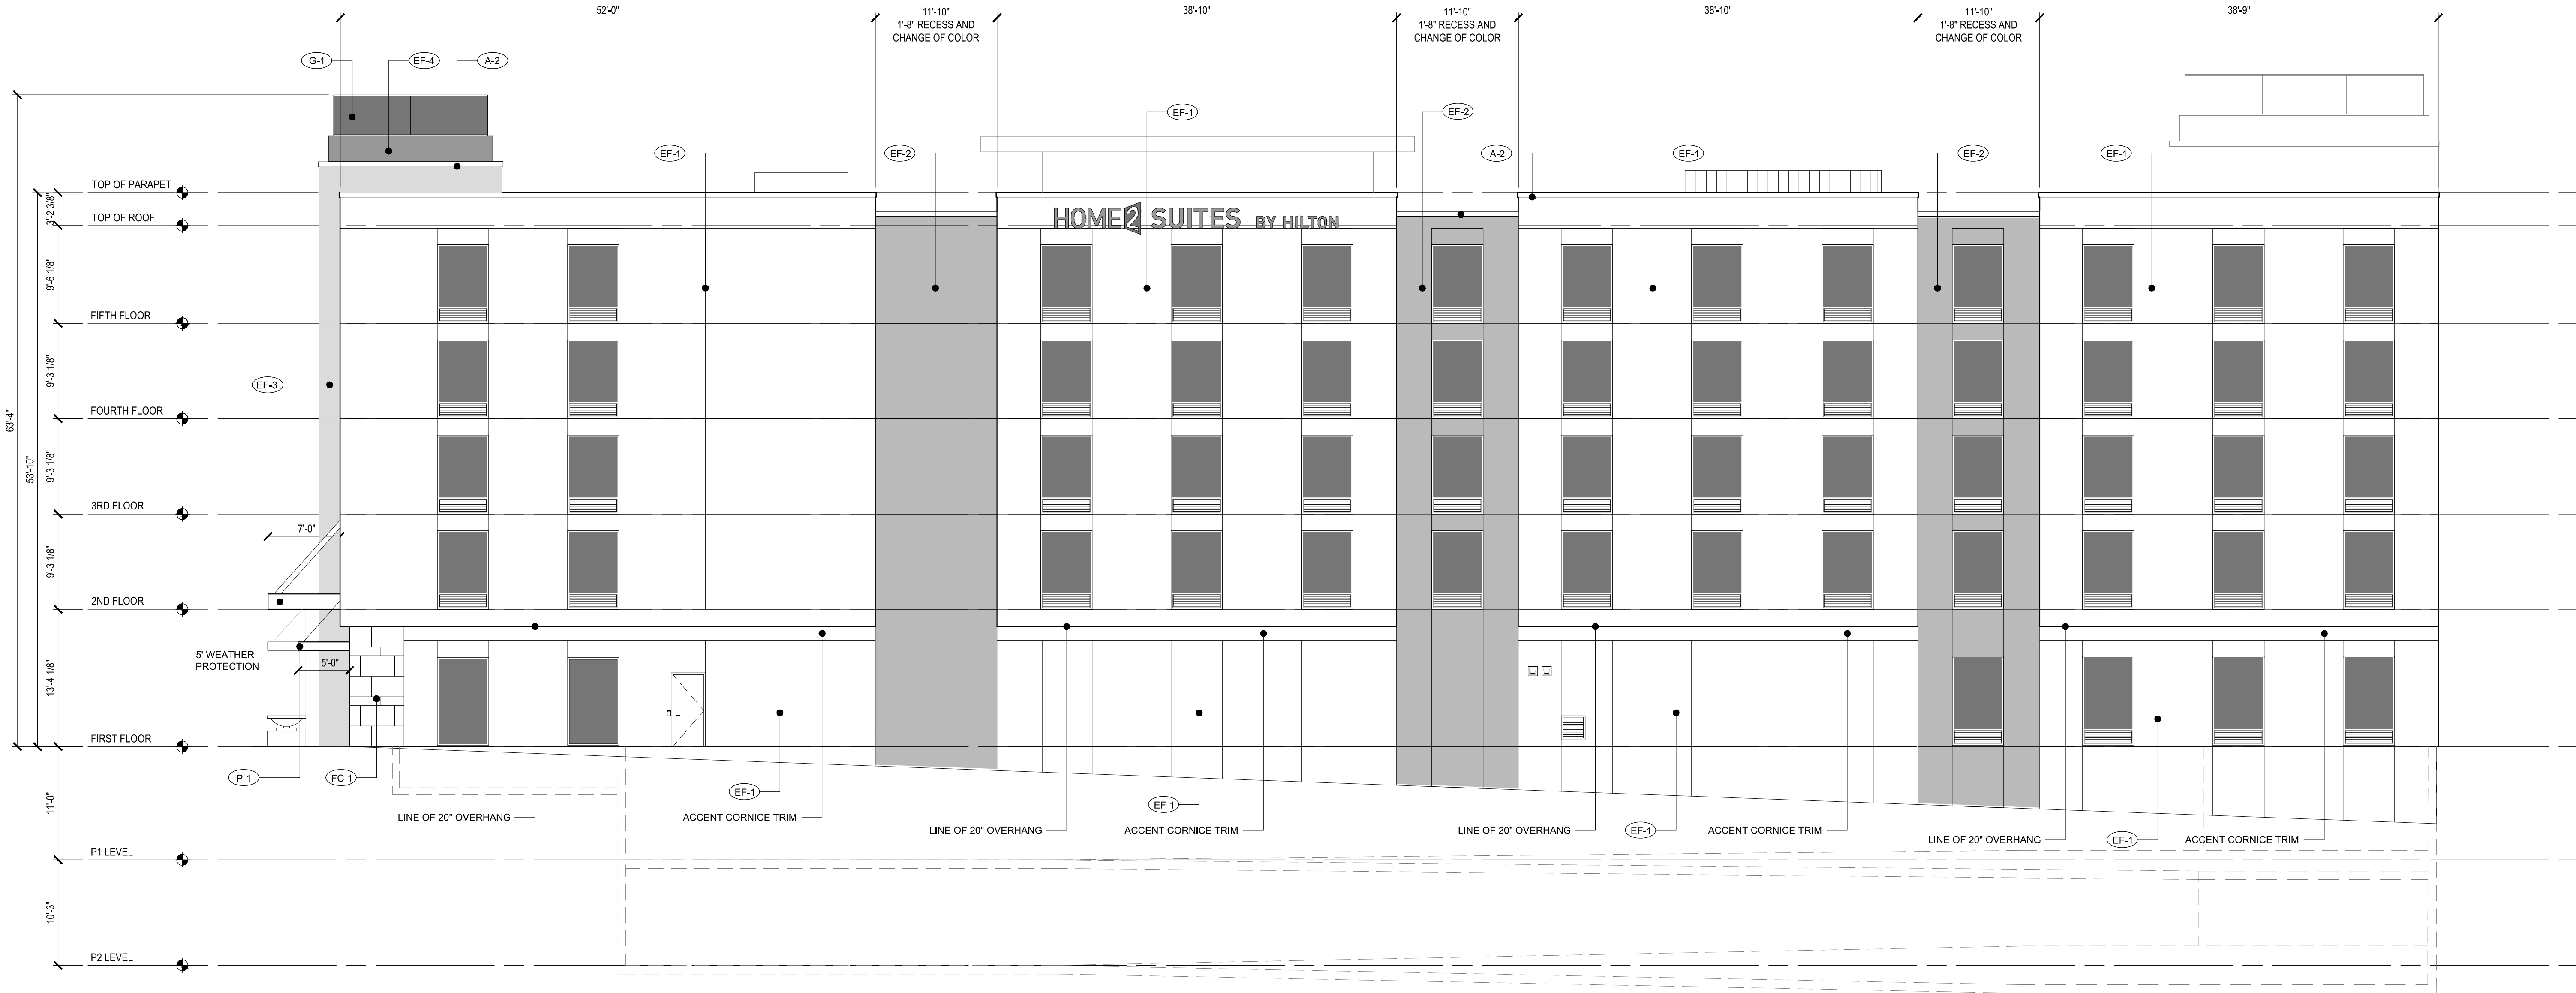 52'-0"
11'-10"
1'-8" RECESS AND
CHANGE OF COLOR
38'-10"
11'-10"
1'-8" RECESS AND
CHANGE OF COLOR
38'-10"
11'-10"
1'-8" RECESS AND
CHANGE OF COLOR
38'-9"
G-1
EF-4
A-2
EF-1
EF-2
EF-1
EF-2
A-2
EF-1
EF-2
EF-1
TOP OF PARAPET
3'-2 3/8"
TOP OF ROOF
HOME2 SUITES BY HILTON
9'-6 1/8"
FIFTH FLOOR
9'-3 1/8"
EF-3
FOURTH FLOOR
63'-4"
53'-10"
9'-3 1/8"
3RD FLOOR
7'-0"
9'-3 1/8"
2ND FLOOR
5' WEATHER
PROTECTION
5'-0"
13'-4 1/8"
FIRST FLOOR
P-1
FC-1
EF-1
EF-1
EF-1
EF-1
11'-0"
LINE OF 20" OVERHANG
ACCENT CORNICE TRIM
LINE OF 20" OVERHANG
ACCENT CORNICE TRIM
LINE OF 20" OVERHANG
ACCENT CORNICE TRIM
LINE OF 20" OVERHANG
ACCENT CORNICE TRIM
P1 LEVEL
10'-3"
P2 LEVEL